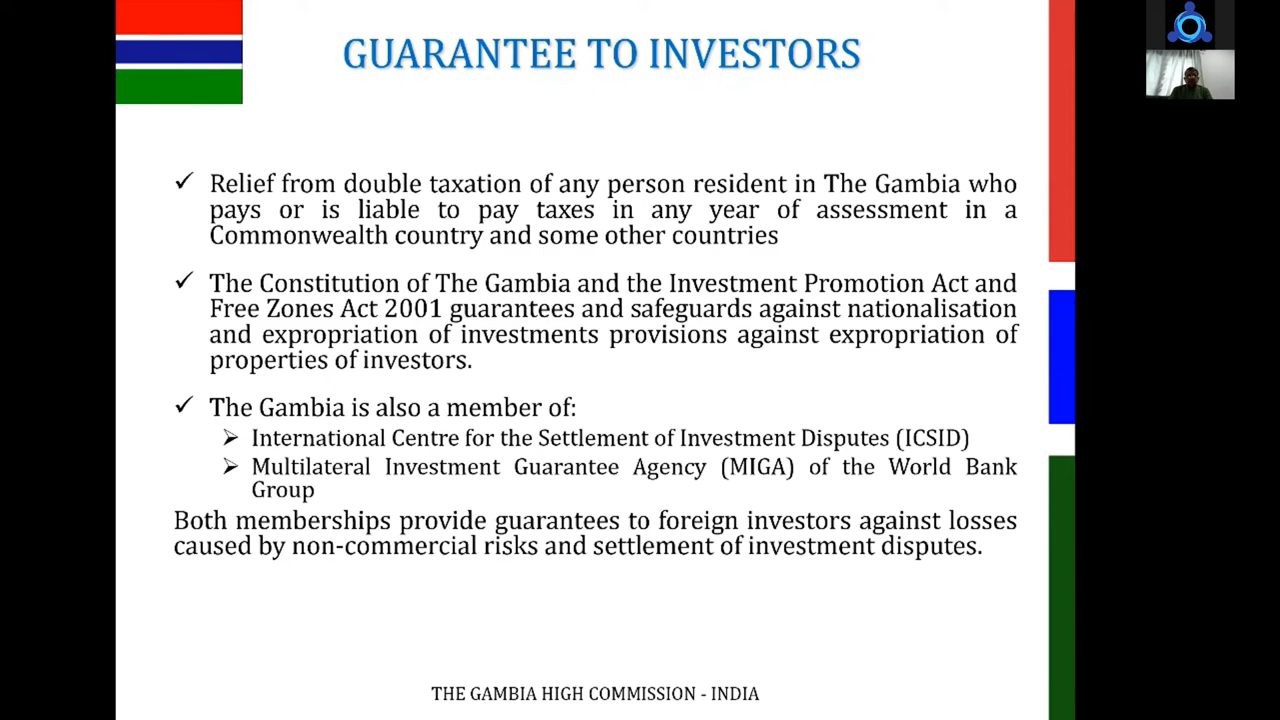 GUARANTEE TO INVESTORS
✓ Relief from double taxation of any person resident in The Gambia who
pays or is liable to pay taxes in any year of assessment in a
Commonwealth country and some other countries
✓ The Constitution of The Gambia and the Investment Promotion Act and
Free Zones Act 2001 guarantees and safeguards against nationalisation
and expropriation of investments provisions against expropriation of
properties of investors.
✓ The Gambia is also a member of:
➢ International Centre for the Settlement of Investment Disputes (ICSID)
➢ Multilateral Investment Guarantee Agency (MIGA) of the World Bank
Group
Both memberships provide guarantees to foreign investors against losses
caused by non-commercial risks and settlement of investment disputes.
THE GAMBIA HIGH COMMISSION - INDIA